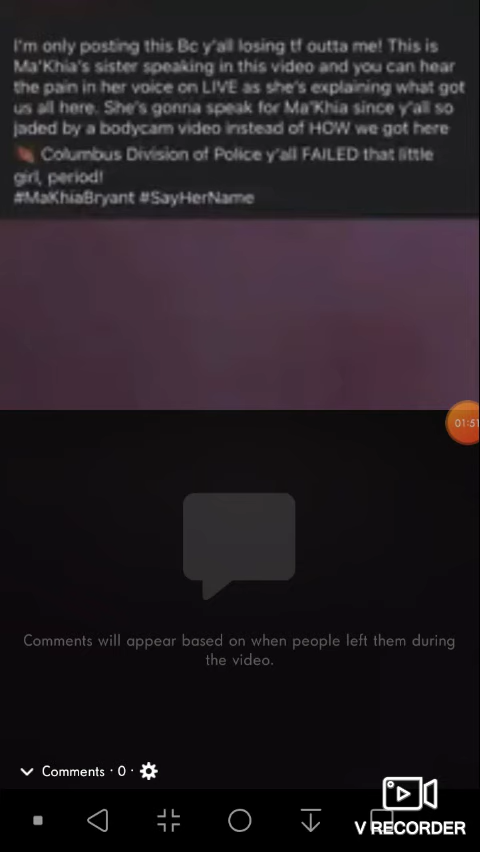 I'm only posting this Bc y'all losing tf outta me! This is
Ma'Khia's sister speaking in this video and you can hear
the pain in her voice on LIVE as she's explaining what got
us all here. She's gonna speak for Ma'Khia since y'all so
jaded by a bodycam video instead of HOW we got here
Columbus Division of Police y'all FAILED that little
girl, period!
#MaKhiaBryant #SayHerName
01:51
Comments will appear based on when people left them during
the video.
Comments · 0 ·
V RECORDER